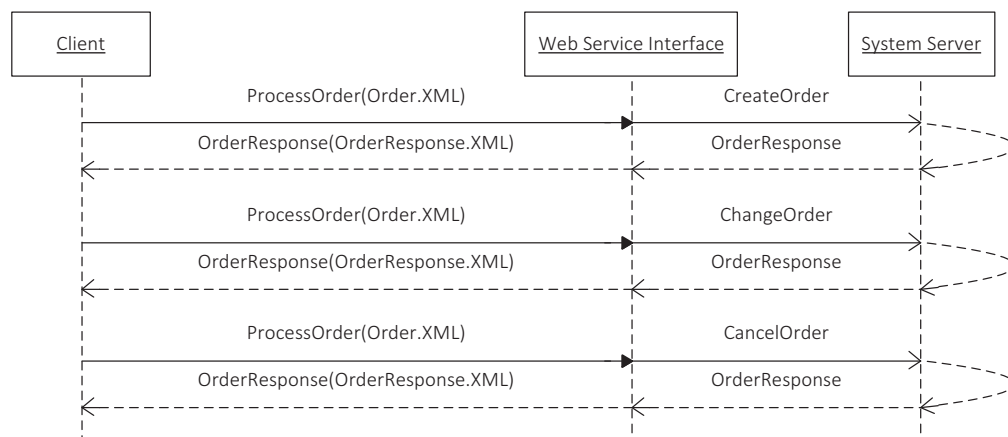 Client
Web Service Interface
System Server
ProcessOrder(Order.XML)
CreateOrder
OrderResponse(OrderResponse.XML)
OrderResponse
ProcessOrder(Order.XML)
ChangeOrder
OrderResponse(OrderResponse.XML)
OrderResponse
ProcessOrder(Order.XML)
CancelOrder
OrderResponse(OrderResponse.XML)
OrderResponse